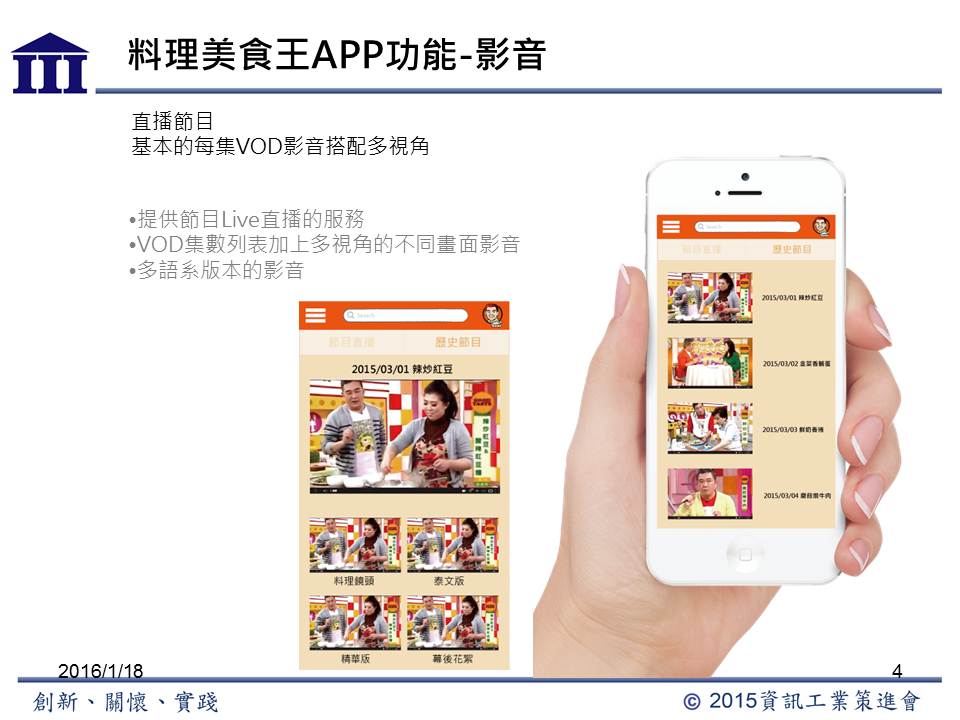 料理美食王APP功能-影音
直播節目
基本的每集VOD影音搭配多視角
•提供節目Live直播的服務
•VOD集數列表加上多視角的不同畫面影音
•多語系版本的影音
Search
節目直播
歷史節目
2015/03/01 辣炒紅豆
料理鏡頭
泰文版
精華版
幕後花絮
Search
節目直播
歷史節目
2015/03/01 辣炒紅豆
2015/03/02 韭菜香腸蛋
2015/03/03 鮮奶香捲
2015/03/04 蘑菇燉牛肉
2016/1/18
4
創新、關懷、實踐
© 2015資訊工業策進會